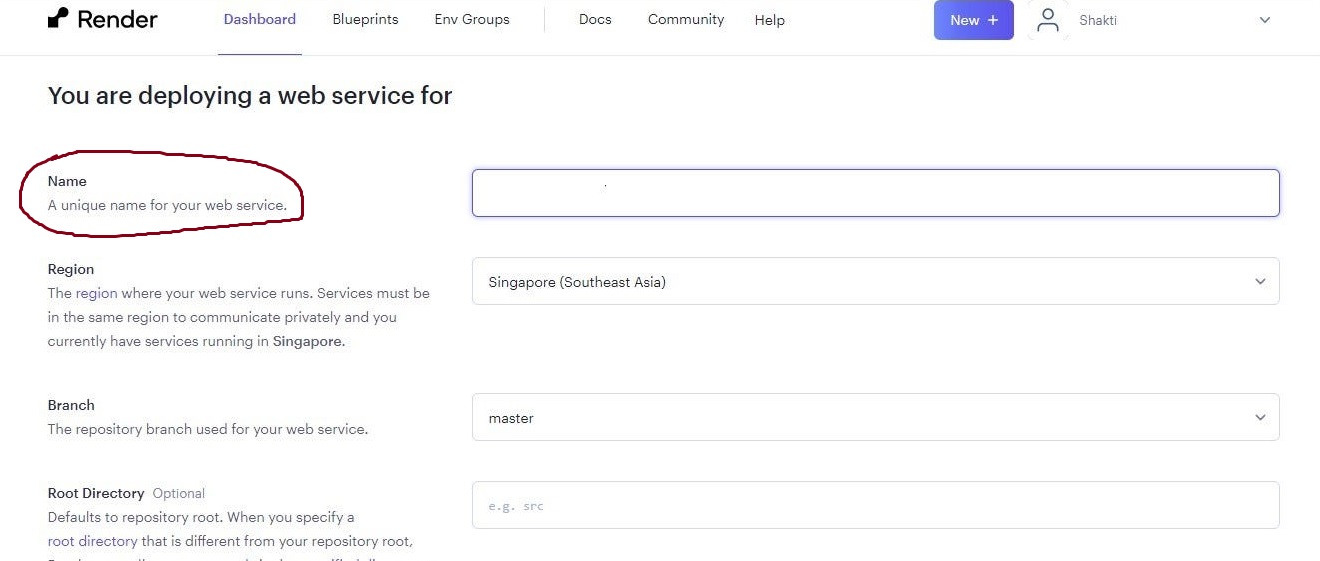 Render Dashboard Blueprints Env Groups Docs Community Help New + Shakti
You are deploying a web service for
Name
A unique name for your web service.
Region
Singapore (Southeast Asia)
The region where your web service runs. Services must be
in the same region to communicate privately and you
currently have services running in Singapore.
Branch
master
The repository branch used for your web service.
Root Directory Optional
e.g. src
Defaults to repository root. When you specify a
root directory that is different from your repository root,